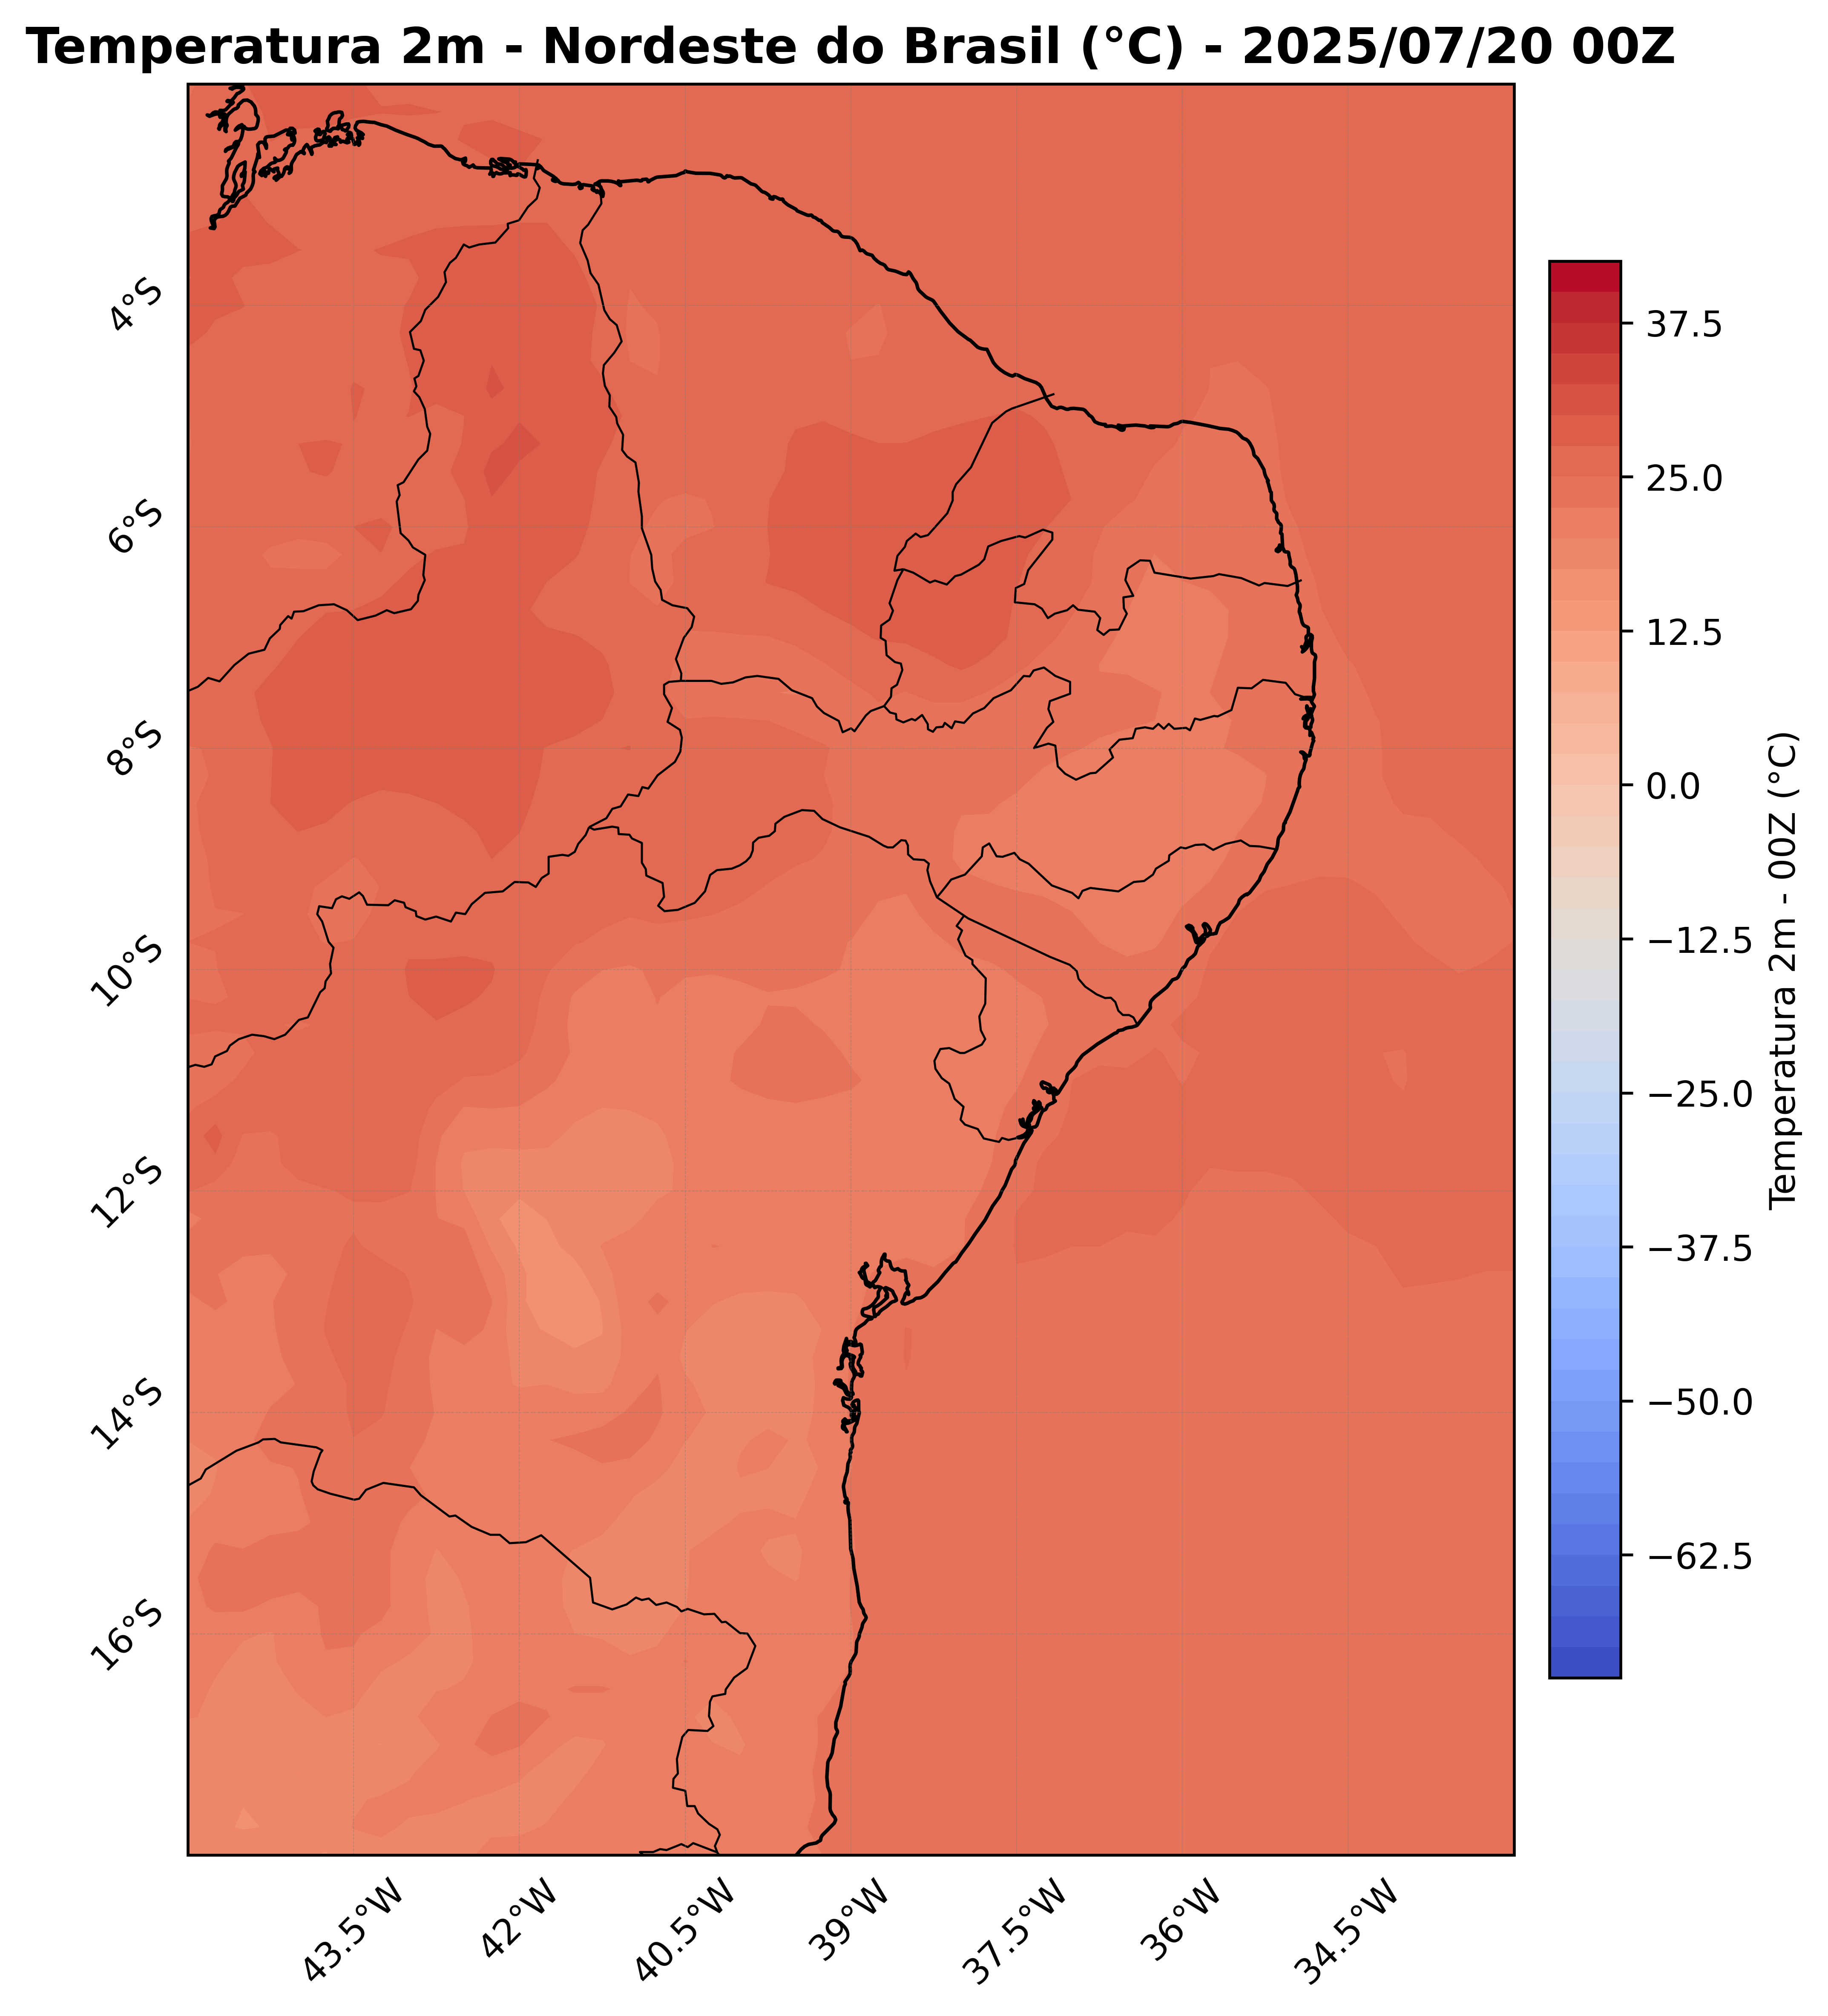 Temperatura 2m - Nordeste do Brasil (°C) - 2025/07/20 00Z
4°S
6°S
8°S
10°S
12°S
14°S
16°S
43.5°W
42°W
40.5°W
39°W
37.5°W
36°W
34.5°W
37.5
25.0
12.5
0.0
−12.5
−25.0
−37.5
−50.0
−62.5
Temperatura 2m - 00Z (°C)